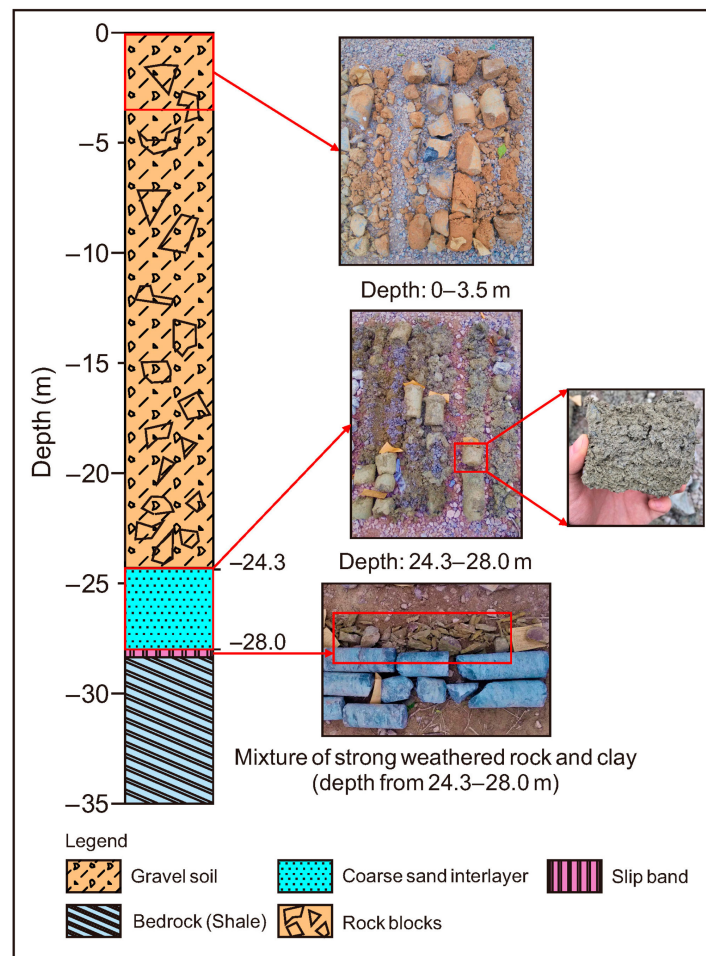 0
–5
–10
–15
–20
–25
–30
–35
Depth (m)
–24.3
–28.0
Depth: 0–3.5 m
Depth: 24.3–28.0 m
Mixture of strong weathered rock and clay
(depth from 24.3–28.0 m)
Legend
Gravel soil
Coarse sand interlayer
Slip band
Bedrock (Shale)
Rock blocks